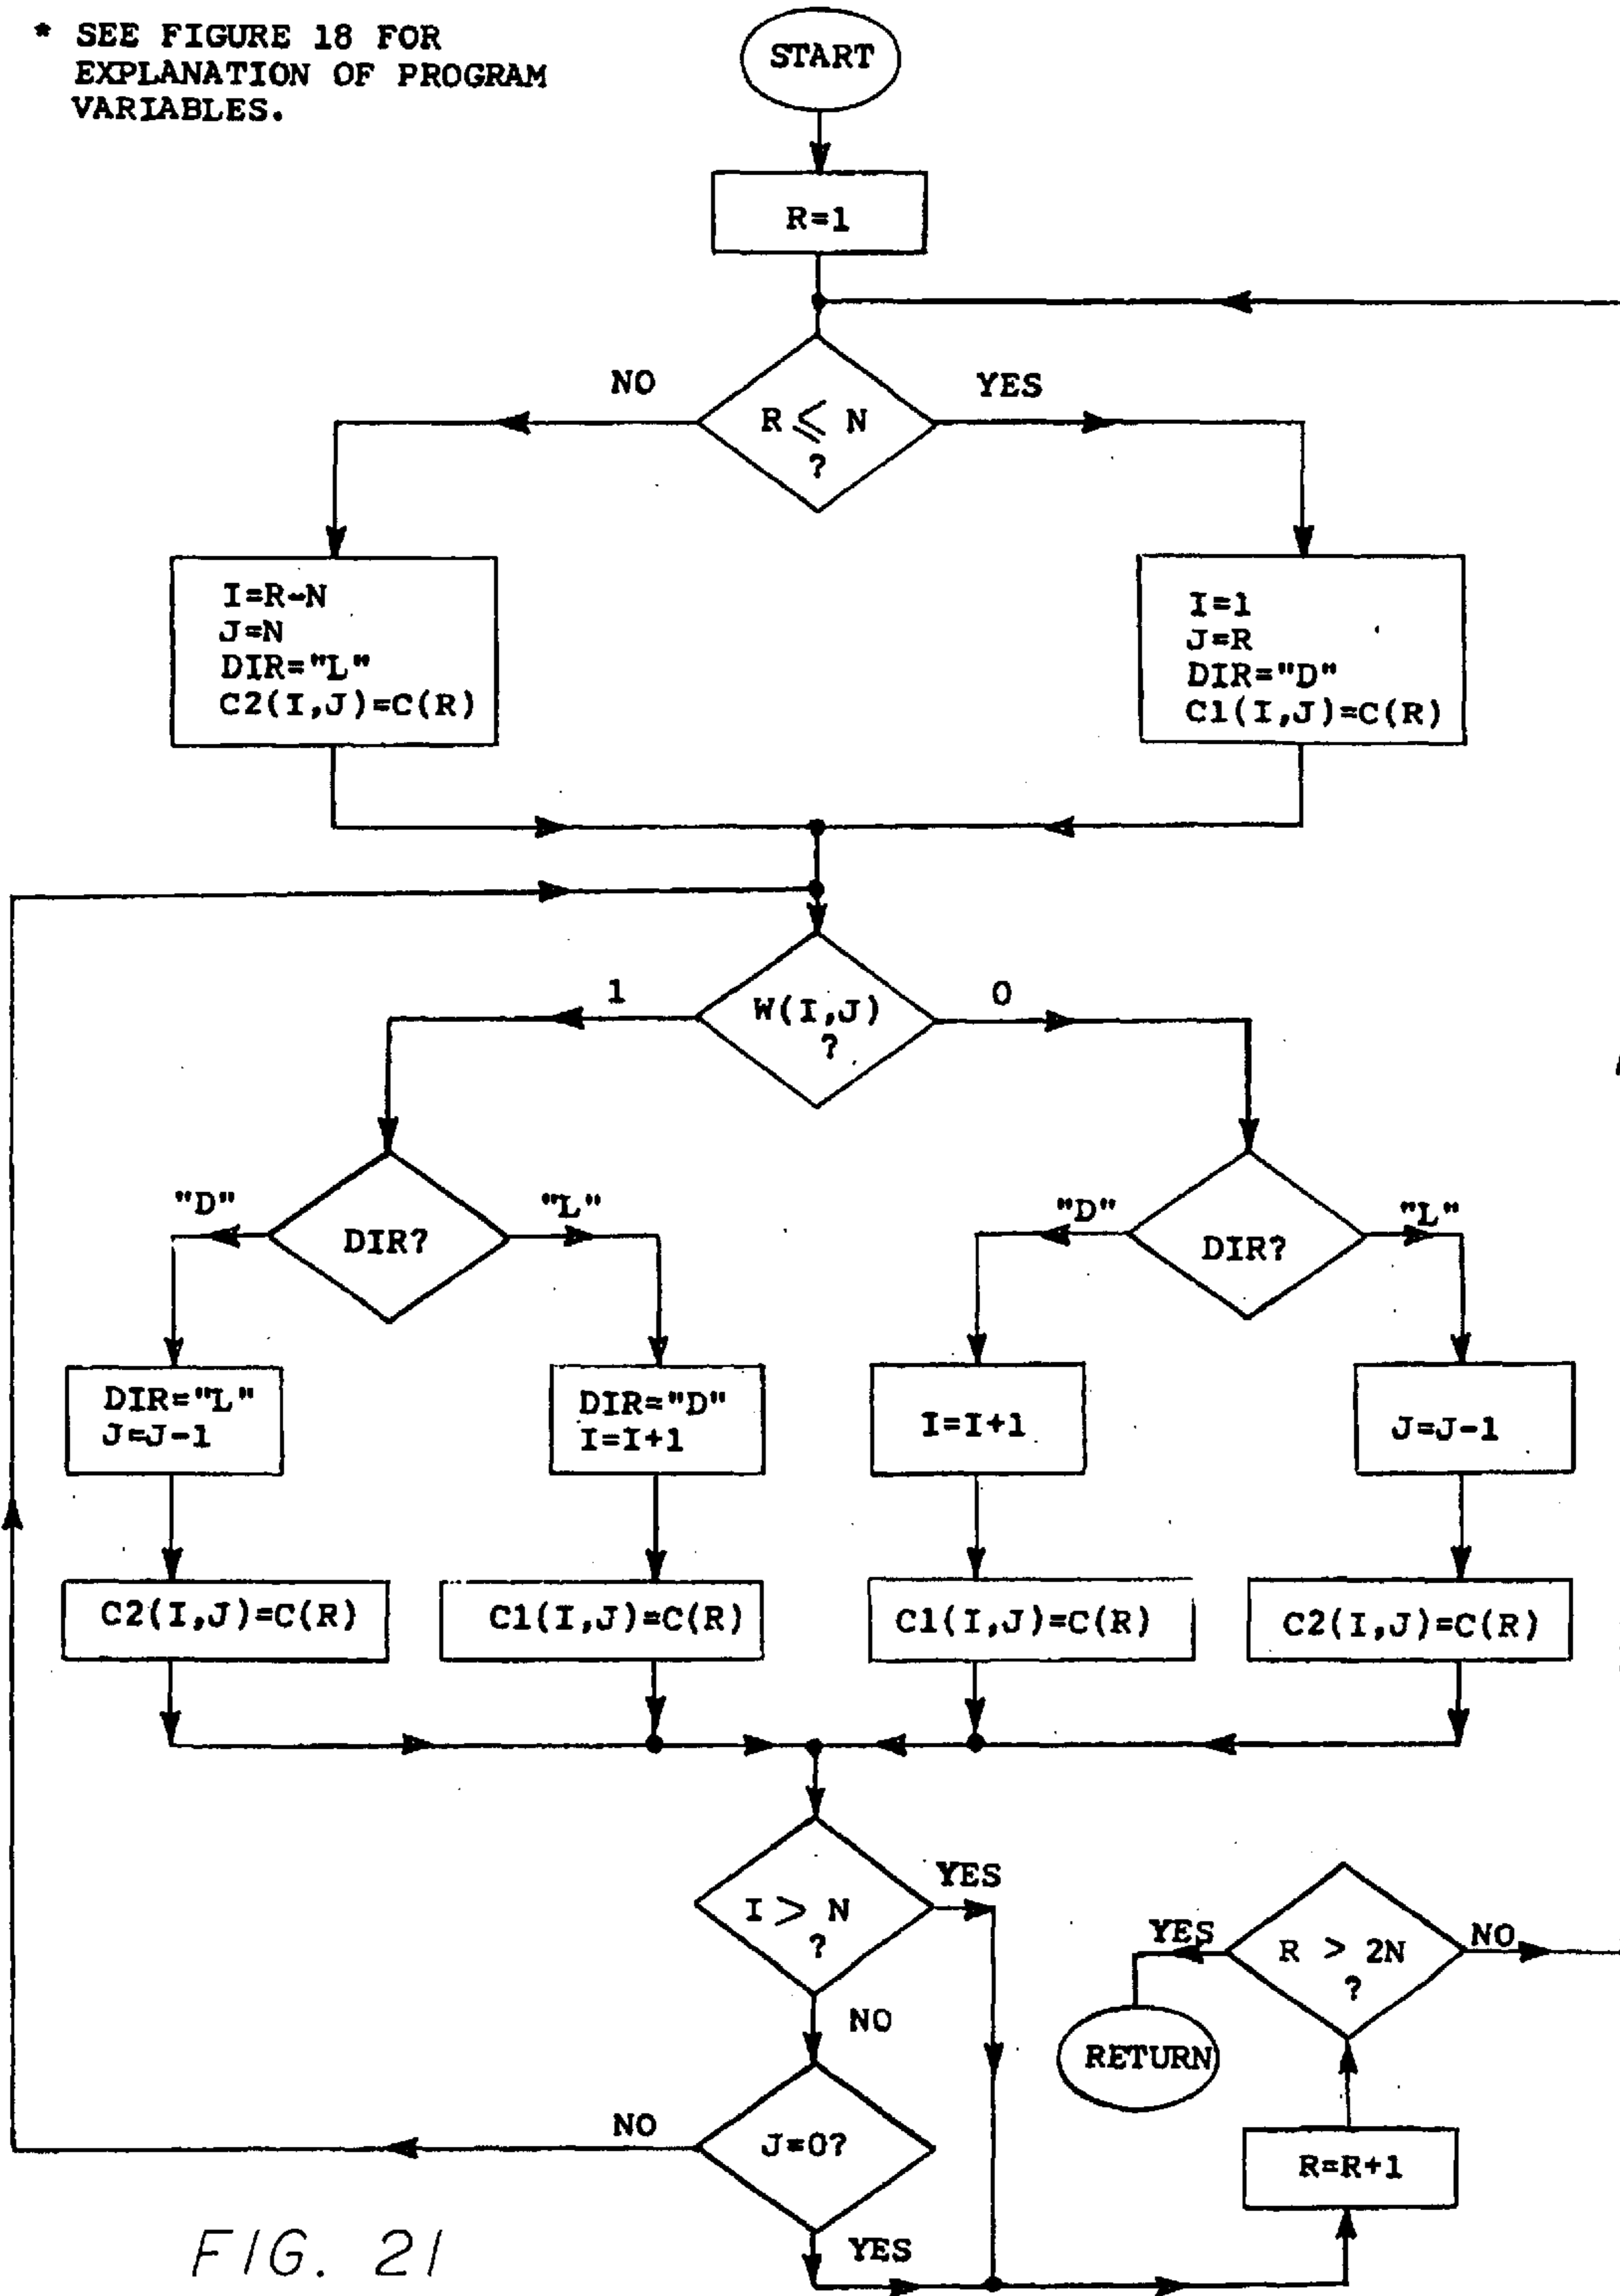 * SEE FIGURE 18 FOR
EXPLANATION OF PROGRAM
VARIABLES.
START
R=1
NO
YES
R ⩽ N
?
I=R-N
J=N
DIR="L"
C2(I,J)=C(R)
I=1
J=R
DIR="D"
C1(I,J)=C(R)
1
W(I,J)
?
0
"D"
DIR?
"L"
"D"
DIR?
"L"
DIR="L"
J=J-1
DIR="D"
I=I+1
I=I+1
J=J-1
C2(I,J)=C(R)
C1(I,J)=C(R)
C1(I,J)=C(R)
C2(I,J)=C(R)
I > N
?
YES
NO
YES
R > 2N
?
NO
RETURN
NO
J=0?
R=R+1
YES
FIG. 21